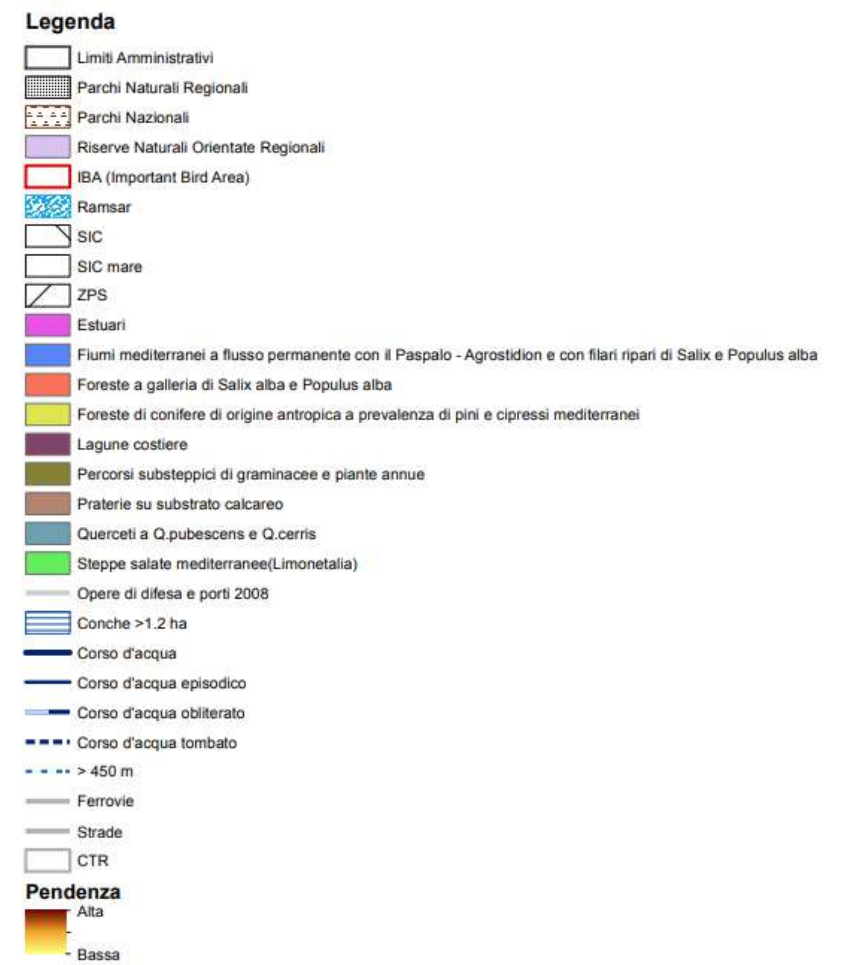 Legenda
Limiti Amministrativi
Parchi Naturali Regionali
Parchi Nazionali
Riserve Naturali Orientate Regionali
IBA (Important Bird Area)
Ramsar
SIC
SIC mare
ZPS
Estuari
Fiumi mediterranei a flusso permanente con il Paspalo - Agrostidion e con filari ripari di Salix e Populus alba
Foreste a galleria di Salix alba e Populus alba
Foreste di conifere di origine antropica a prevalenza di pini e cipressi mediterranei
Lagune costiere
Percorsi substeppici di graminacee e piante annue
Praterie su substrato calcareo
Querceti a Q.pubescens e Q.cerris
Steppe salate mediterranee(Limonetalia)
Opere di difesa e porti 2008
Conche >1.2 ha
Corso d'acqua
Corso d'acqua episodico
Corso d'acqua obliterato
Corso d'acqua tombato
> 450 m
Ferrovie
Strade
CTR
Pendenza
Alta
Bassa